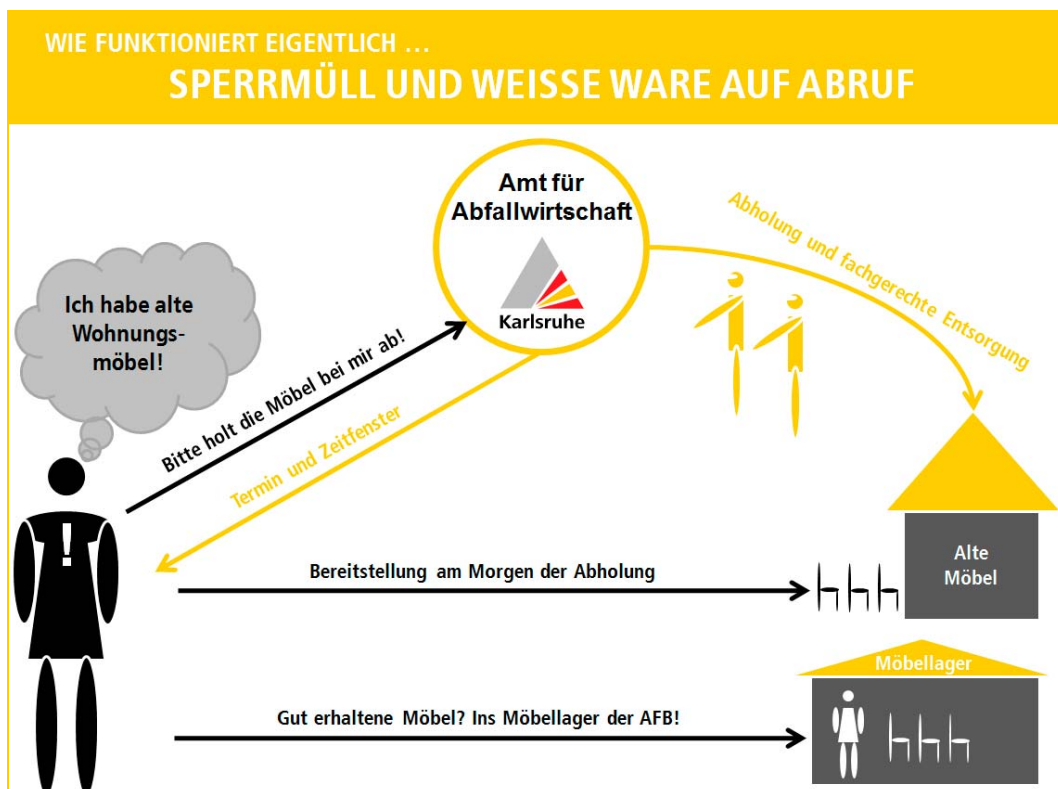 WIE FUNKTIONIERT EIGENTLICH ...
SPERRMÜLL UND WEISSE WARE AUF ABRUF
Amt für
Abfallwirtschaft
Karlsruhe
Abholung und fachgerechte Entsorgung
Ich habe alte
Wohnungs-
möbel!
Bitte holt die Möbel bei mir ab!
Termin und Zeitfenster
!
Bereitstellung am Morgen der Abholung
Alte
Möbel
Möbellager
Gut erhaltene Möbel? Ins Möbellager der AFB!